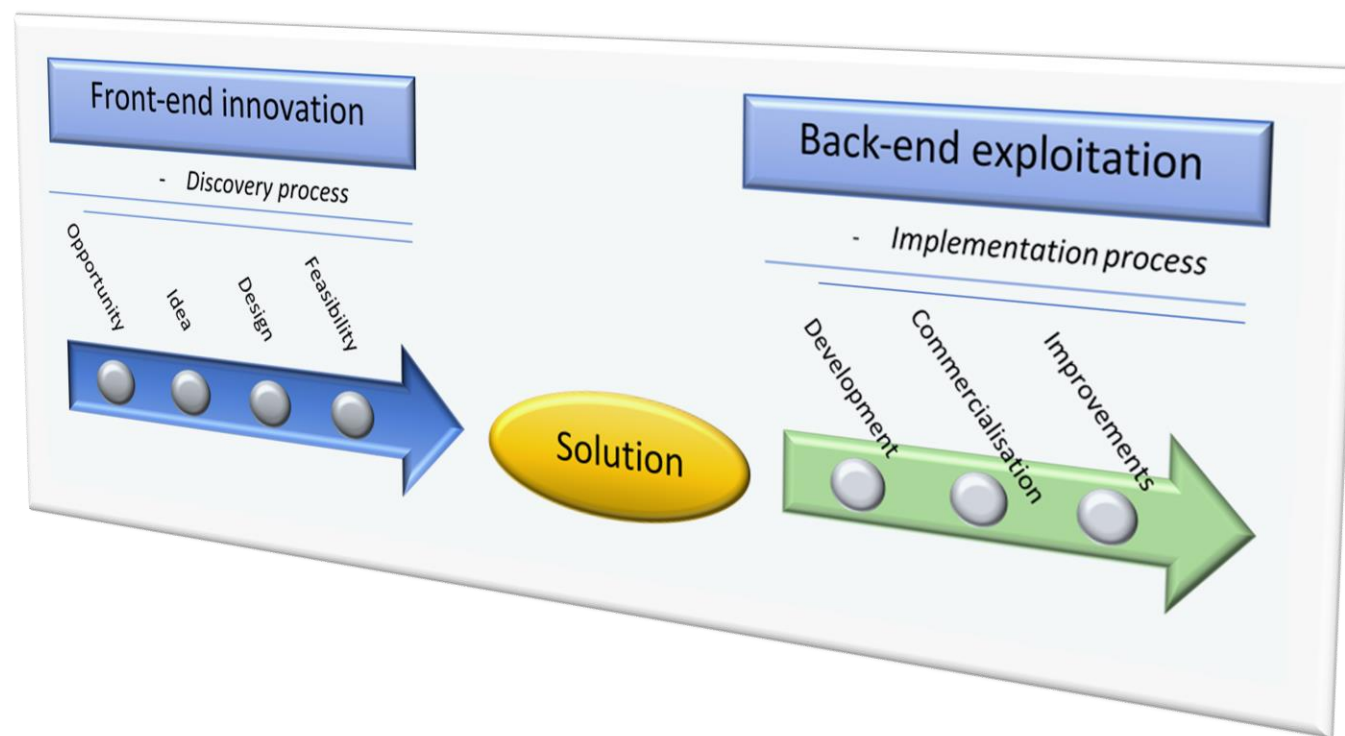 Front-end innovation
- Discovery process
Opportunity
Idea
Design
Feasibility
Solution
Back-end exploitation
- Implementation process
Development
Commercialisation
Improvements